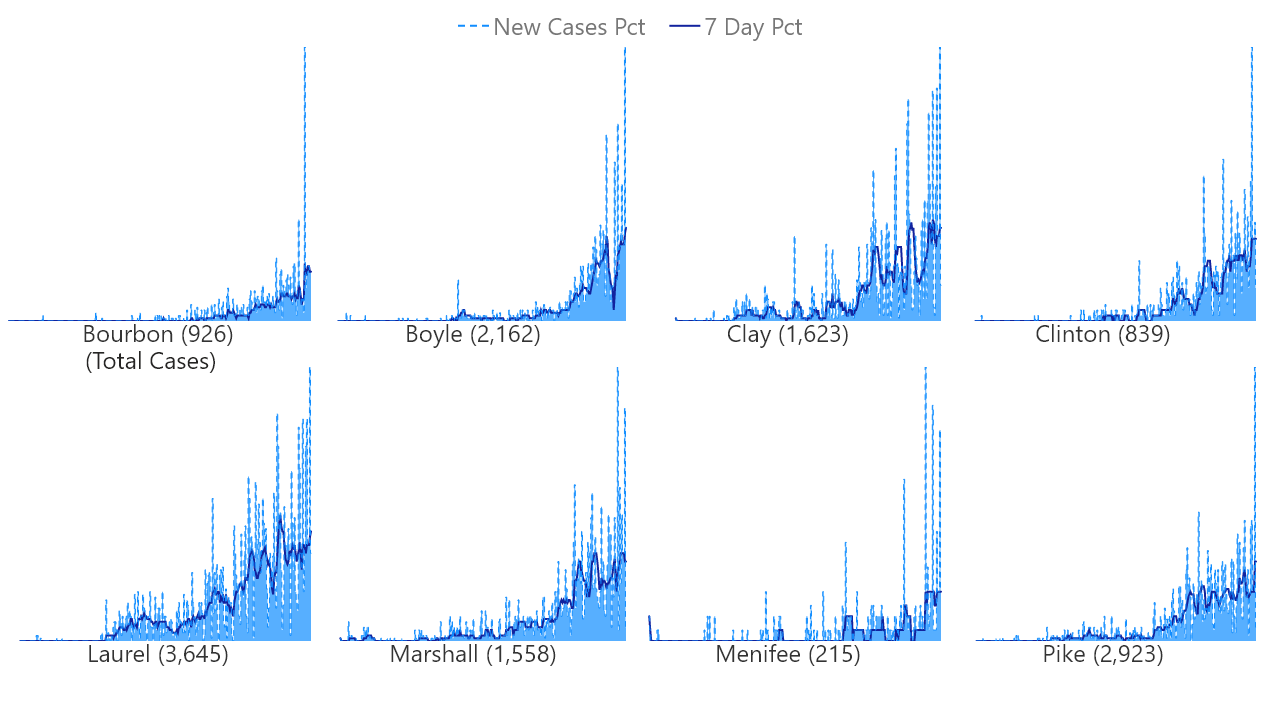 New Cases Pct 7 Day Pct
Bourbon (926) Boyle (2,162) Clay (1,623) Clinton (839)
(Total Cases)
Laurel (3,645) Marshall (1,558) Menifee (215) Pike (2,923)